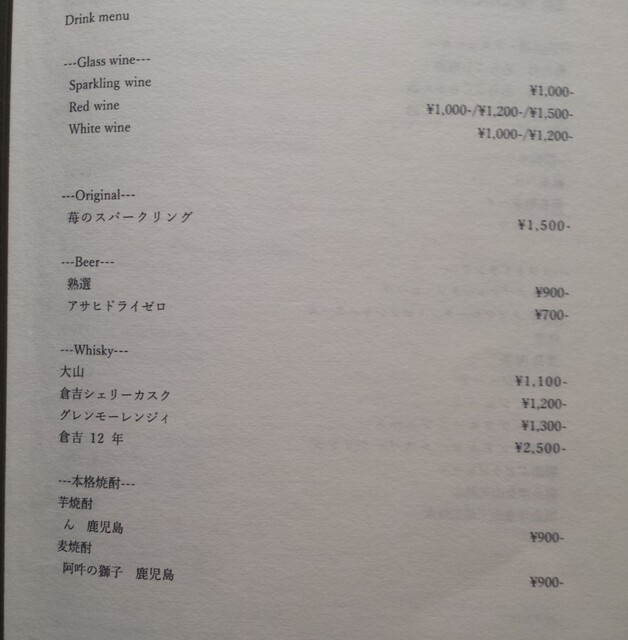 Drink menu
---Glass wine---
Sparkling wine ¥1,000-
Red wine ¥1,000-/¥1,200-/¥1,500-
White wine ¥1,000-/¥1,200-
---Original---
苺のスパークリング ¥1,500-
---Beer---
熟選 ¥900-
アサヒドライゼロ ¥700-
---Whisky---
大山 ¥1,100-
倉吉シェリーカスク ¥1,200-
グレンモーレンジィ ¥1,300-
倉吉 12 年 ¥2,500-
---本格焼酎---
芋焼酎
ん 鹿児島 ¥900-
麦焼酎
阿吽の獅子 鹿児島 ¥900-